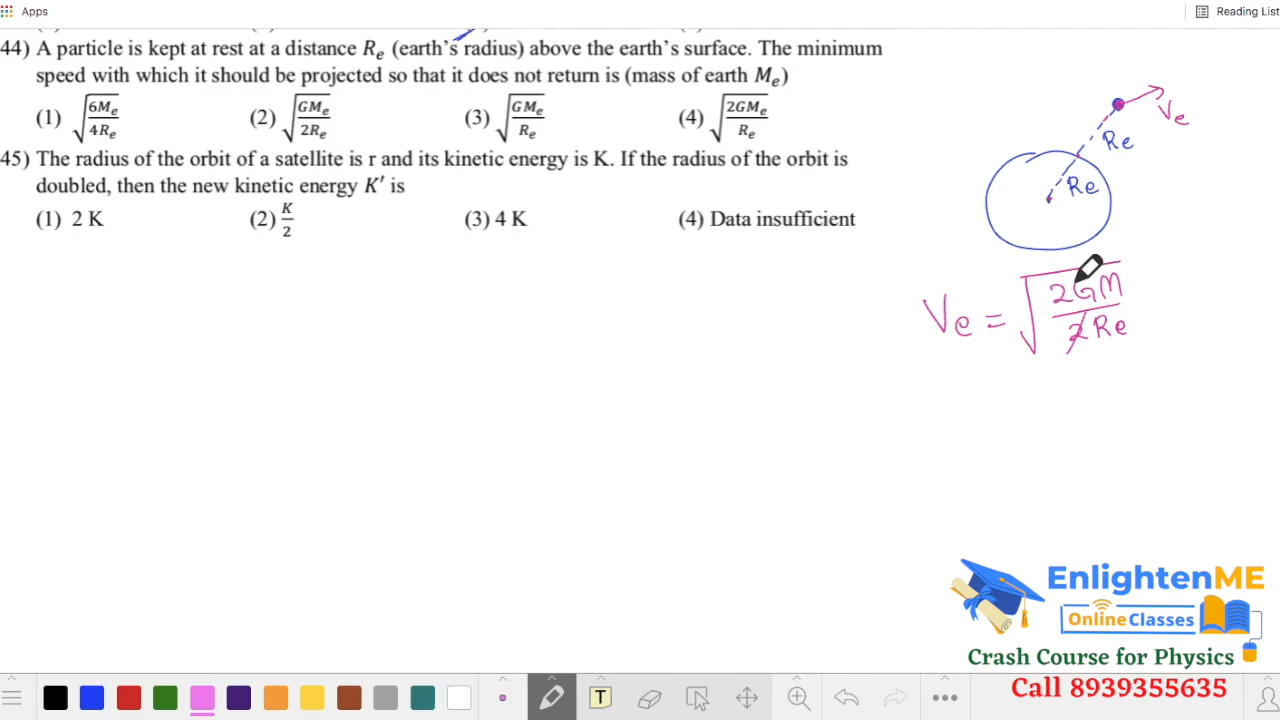 Apps
Reading List
44) A particle is kept at rest at a distance Rₑ (earth's radius) above the earth's surface. The minimum
speed with which it should be projected so that it does not return is (mass of earth Mₑ)
(1) √(6Mₑ/4Rₑ) (2) √(GMₑ/2Rₑ) (3) √(GMₑ/Rₑ) (4) √(2GMₑ/Rₑ)
45) The radius of the orbit of a satellite is r and its kinetic energy is K. If the radius of the orbit is
doubled, then the new kinetic energy K′ is
(1) 2 K (2) K/2 (3) 4 K (4) Data insufficient
Ve
Re
Re
Ve = √(2GM/2Re)
EnlightenME
Online Classes
Crash Course for Physics
Call 8939355635
T